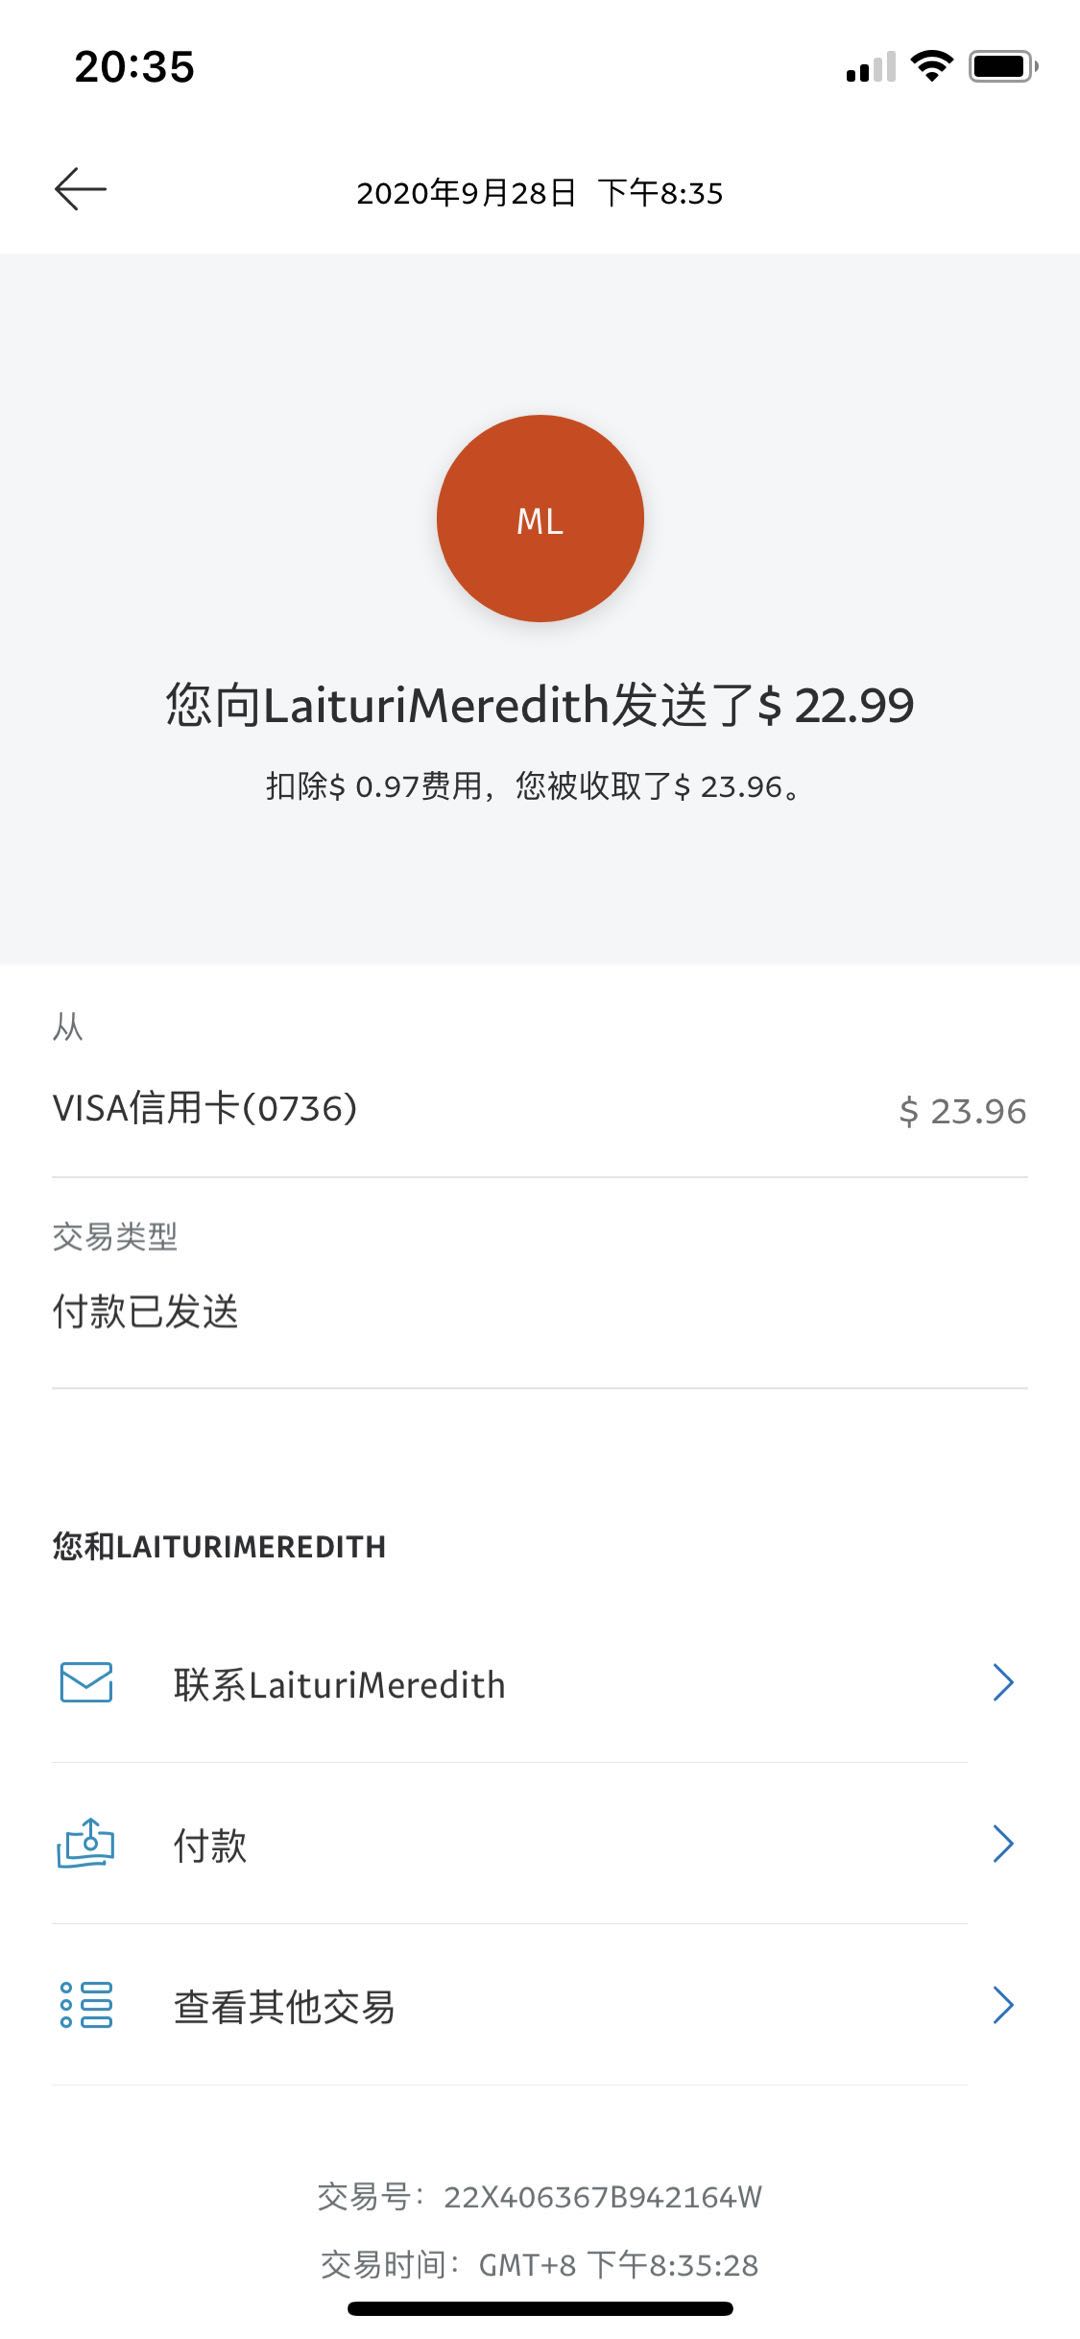 20:35
2020年9月28日 下午8:35
ML
您向LaituriMeredith发送了$ 22.99
扣除$ 0.97费用，您被收取了$ 23.96。
从
VISA信用卡(0736)
$ 23.96
交易类型
付款已发送
您和LAITURIMEREDITH
联系LaituriMeredith
付款
查看其他交易
交易号：22X406367B942164W
交易时间：GMT+8 下午8:35:28